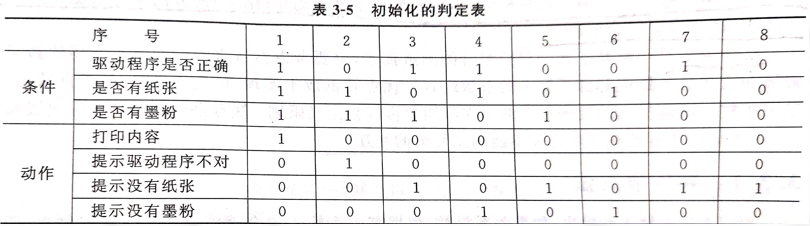 表 3-5 初始化的判定表
序 号 1 2 3 4 5 6 7 8
条件 驱动程序是否正确 1 0 1 1 0 0 1 0
是否有纸张 1 1 0 1 0 1 0 0
是否有墨粉 1 1 1 0 1 0 0 0
动作 打印内容 1 0 0 0 0 0 0 0
提示驱动程序不对 0 1 0 0 0 0 0 0
提示没有纸张 0 0 1 0 1 0 1 1
提示没有墨粉 0 0 0 1 0 1 0 0